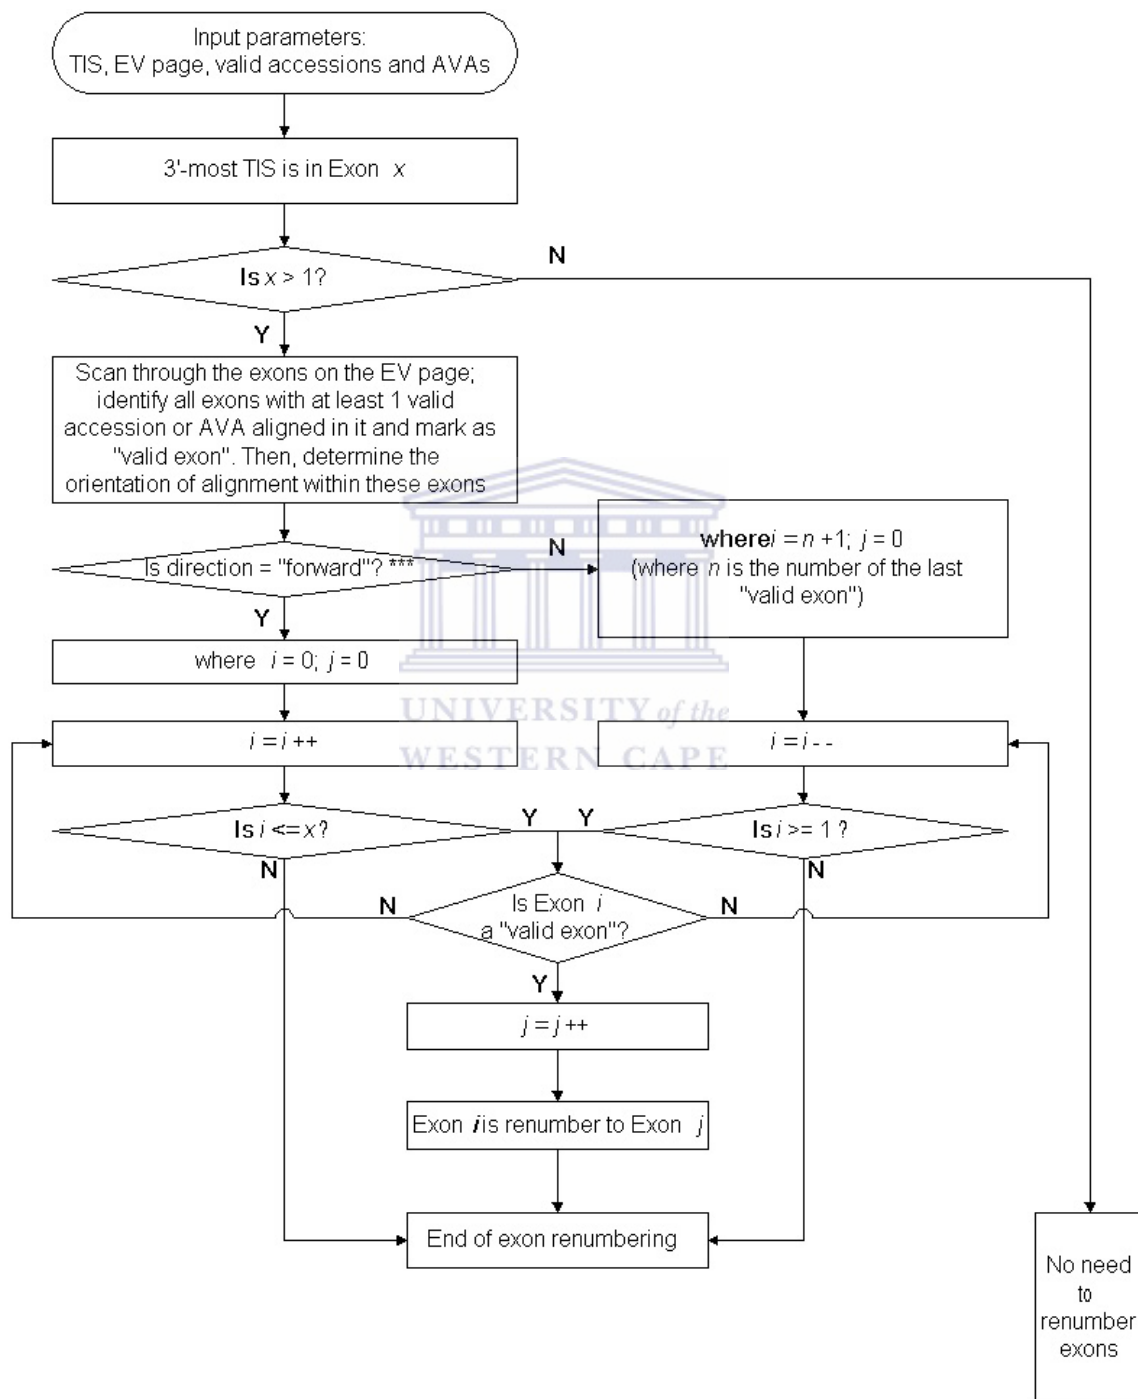 Input parameters:
TIS, EV page, valid accessions and AVAs
3'-most TIS is in Exon x
N
Is x > 1?
Y
Scan through the exons on the EV page;
identify all exons with at least 1 valid
accession or AVA aligned in it and mark as
"valid exon". Then, determine the
orientation of alignment within these exons
where i = n +1; j = 0
(where n is the number of the last
"valid exon")
Is direction = "forward"? ***
N
Y
where i = 0; j = 0
UNIVERSITY of the
WESTERN CAPE
i = i ++
i = i - -
Is i <= x?
Y
Y
Is i >= 1 ?
N
N
N
Is Exon i
a "valid exon"?
N
Y
j = j ++
Exon i is renumber to Exon j
End of exon renumbering
No need
to
renumber
exons